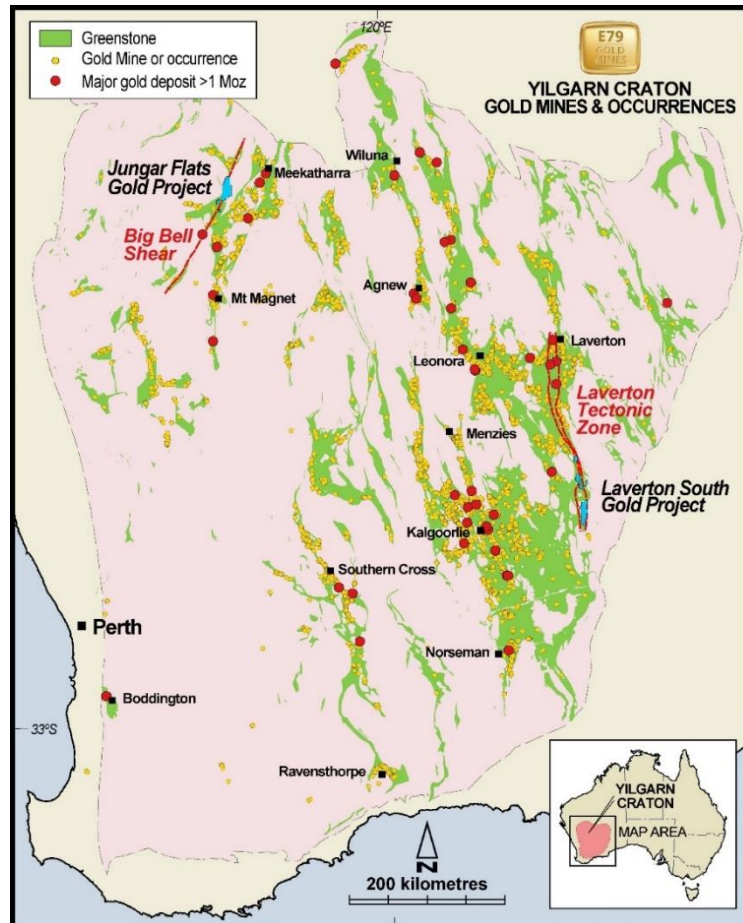 Greenstone
Gold Mine or occurrence
Major gold deposit >1 Moz
120°E
E79
GOLD
MINES
YILGARN CRATON
GOLD MINES & OCCURRENCES
Jungar Flats
Gold Project
Meekatharra
Wiluna
Big Bell
Shear
Mt Magnet
Agnew
Laverton
Leonora
Laverton
Tectonic
Zone
Menzies
Laverton South
Gold Project
Kalgoorlie
Southern Cross
Perth
Norseman
Boddington
33°S
Ravensthorpe
YILGARN
CRATON
MAP AREA
N
200 kilometres